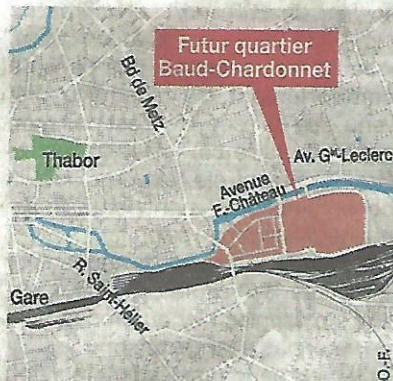 Futur quartier
Baud-Chardonnet
Bd de Metz
Thabor
Av. Gal-Leclerc
Avenue
F.-Château
R. Saint-Hélier
Gare
O.-F.